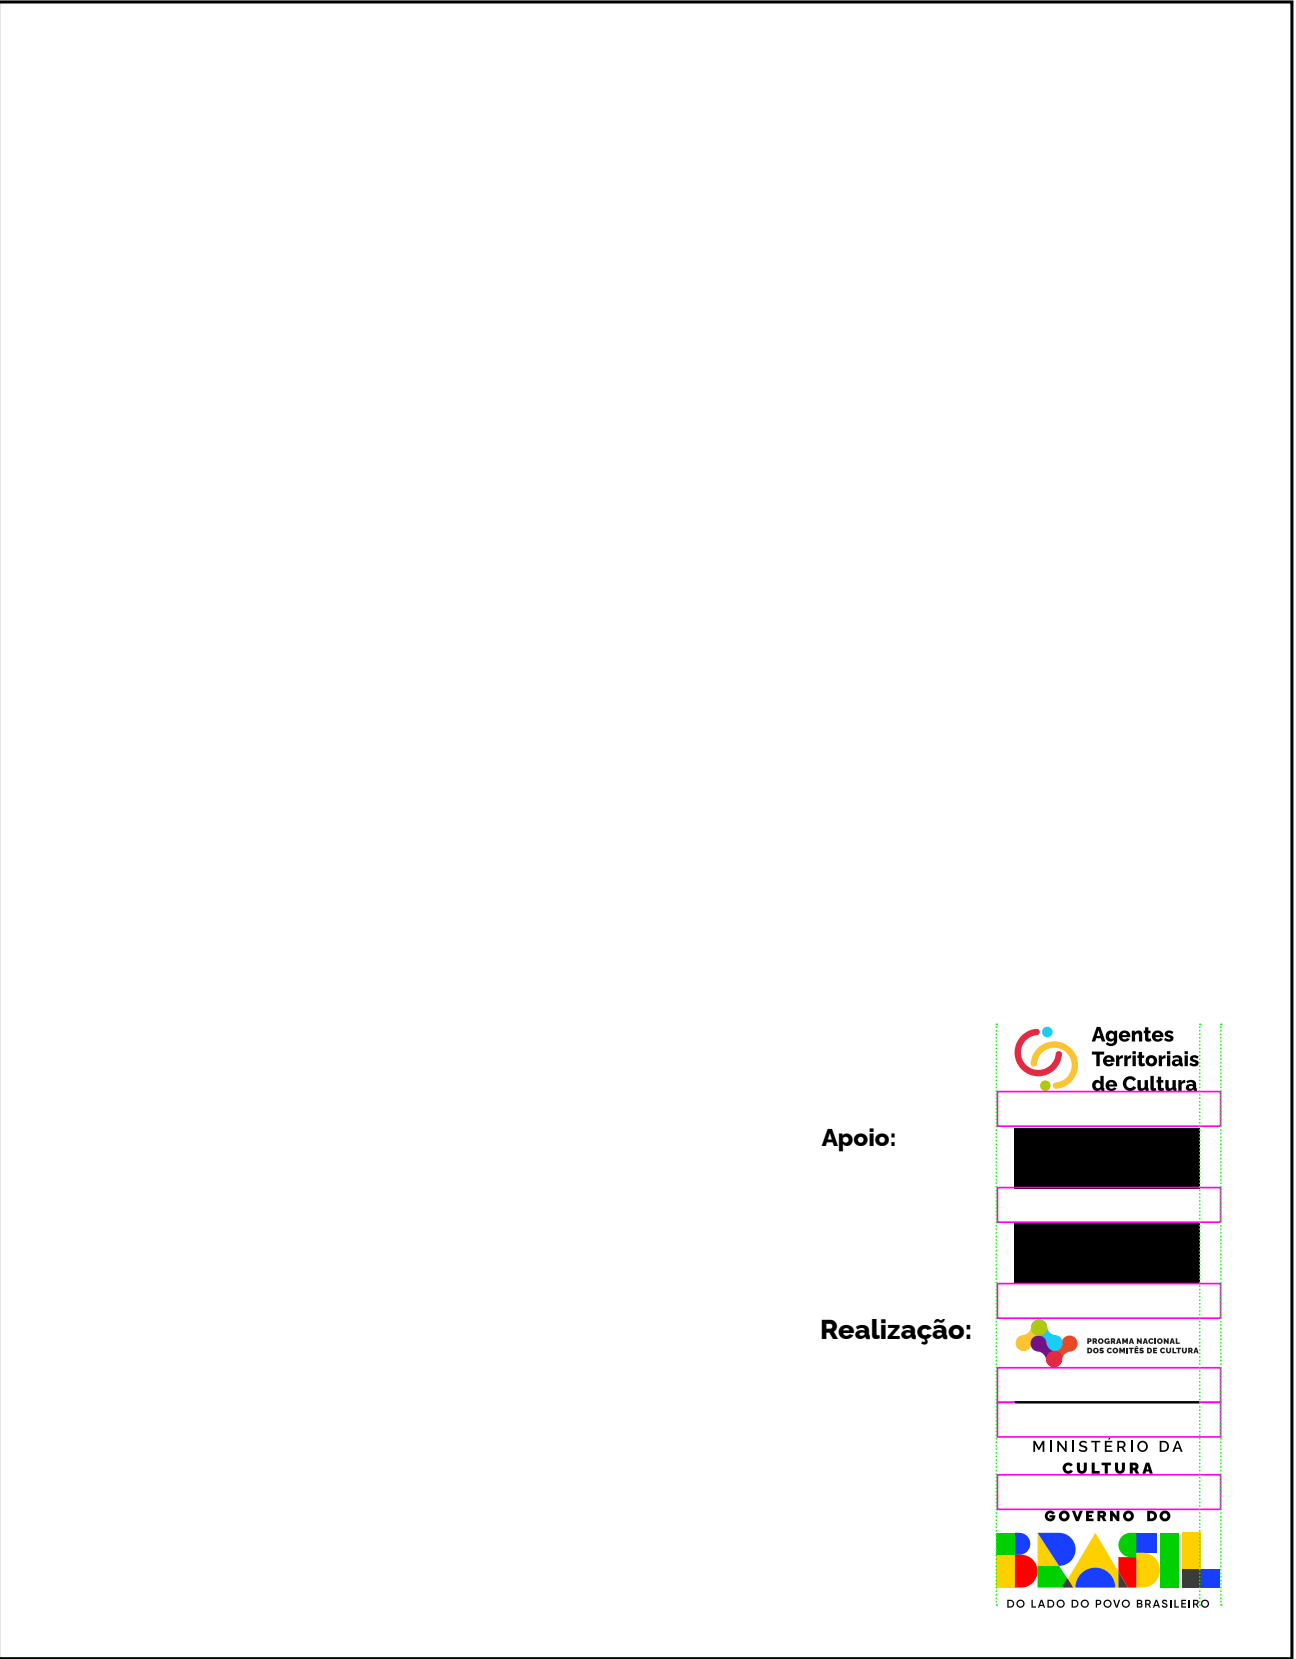 Agentes
Territoriais
de Cultura
Apoio:
Realização:
PROGRAMA NACIONAL
DOS COMITÊS DE CULTURA
MINISTÉRIO DA
CULTURA
GOVERNO DO
BRASIL
DO LADO DO POVO BRASILEIRO